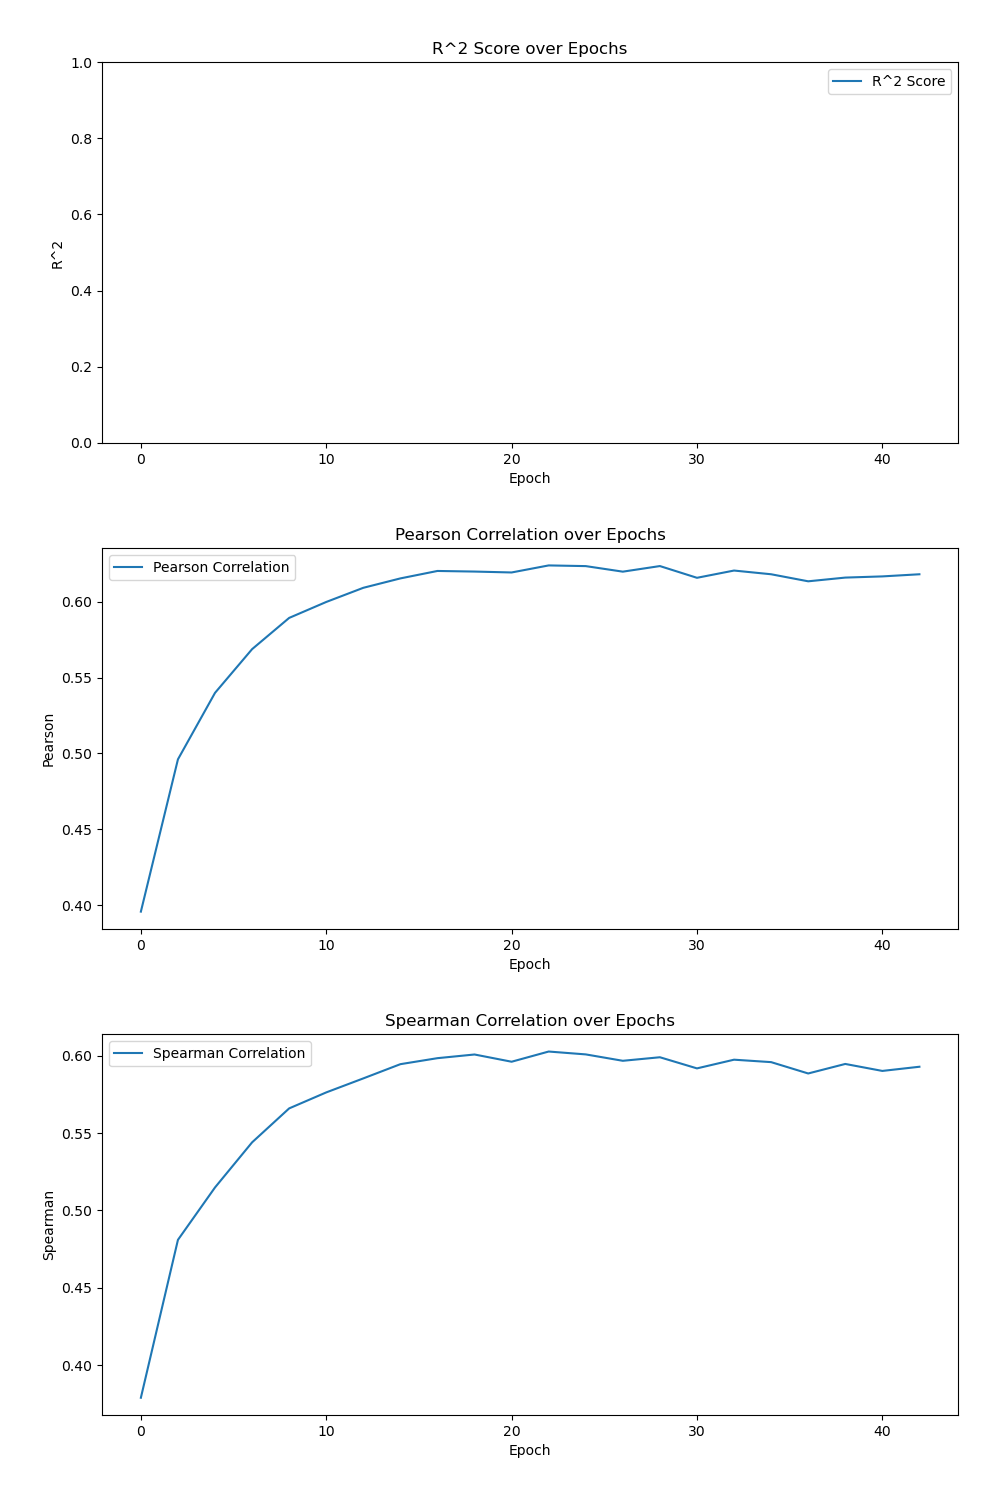 R^2 Score over Epochs
1.0
R^2 Score
0.8
0.6
R^2
0.4
0.2
0.0
0 10 20 30 40
Epoch
Pearson Correlation over Epochs
Pearson Correlation
0.60
0.55
Pearson
0.50
0.45
0.40
0 10 20 30 40
Epoch
Spearman Correlation over Epochs
Spearman Correlation
0.60
0.55
0.50
Spearman
0.45
0.40
0 10 20 30 40
Epoch